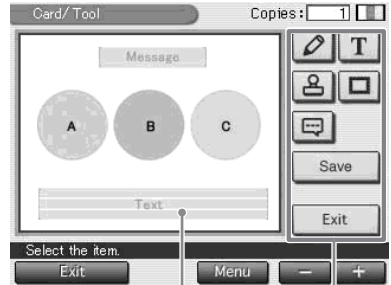 Card/Tool Copies: 1
T
Message
A B C
Save
Text
Exit
Select the item.
Exit Menu - +